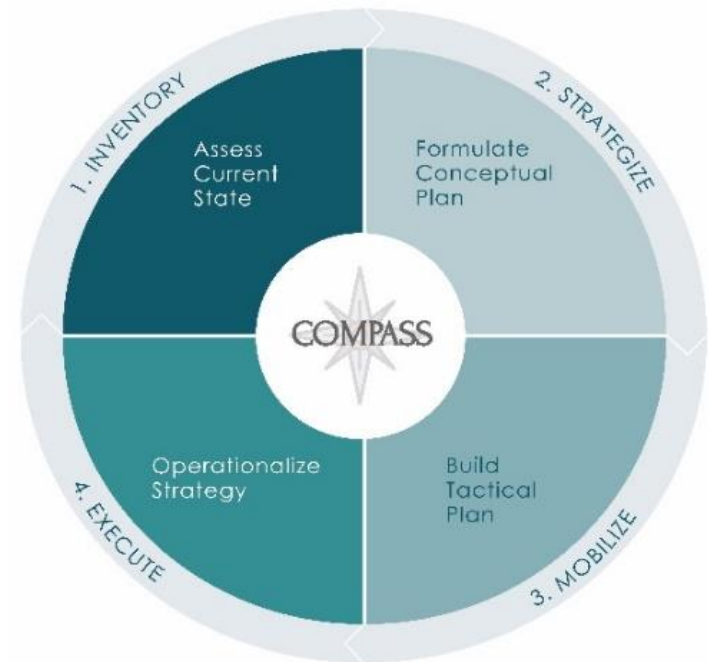 1. INVENTORY
Assess
Current
State
2. STRATEGIZE
Formulate
Conceptual
Plan
COMPASS
3. MOBILIZE
Build
Tactical
Plan
4. EXECUTE
Operationalize
Strategy